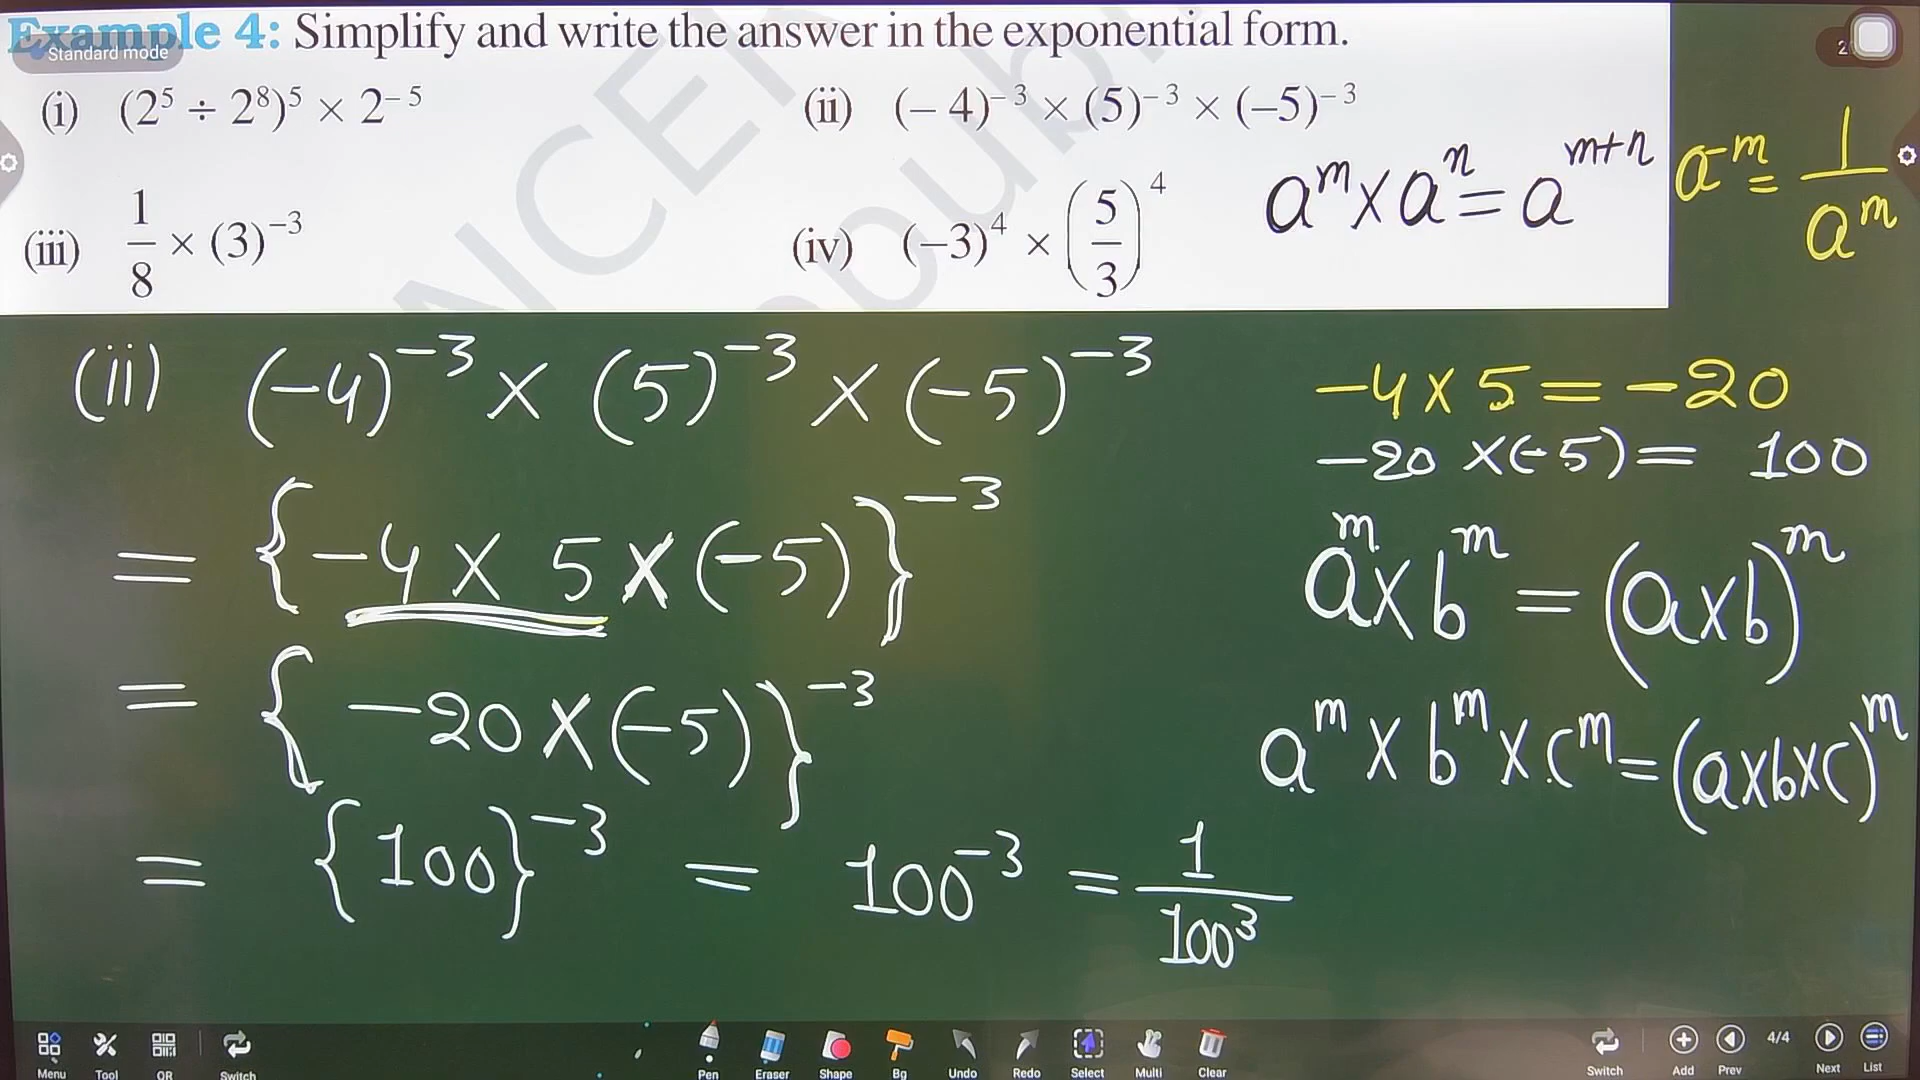 Example 4: Simplify and write the answer in the exponential form.
Standard mode
(i) (2⁵ ÷ 2⁸)⁵ × 2⁻⁵
(ii) (– 4)⁻³ × (5)⁻³ × (–5)⁻³
(iii) 1/8 × (3)⁻³
(iv) (–3)⁴ × (5/3)⁴
aᵐ × aⁿ = aᵐ⁺ⁿ
a⁻ᵐ = 1/aᵐ
(ii) (-4)⁻³ × (5)⁻³ × (-5)⁻³
= {-4 × 5 × (-5)}⁻³
= {-20 × (-5)}⁻³
= {100}⁻³ = 100⁻³ = 1/100³
-4 × 5 = -20
-20 × (-5) = 100
aᵐ × bᵐ = (a×b)ᵐ
aᵐ × bᵐ × cᵐ = (a×b×c)ᵐ
Menu Tool QR Switch Pen Eraser Shape Bg Undo Redo Select Multi Clear Switch Add Prev 4/4 Next List